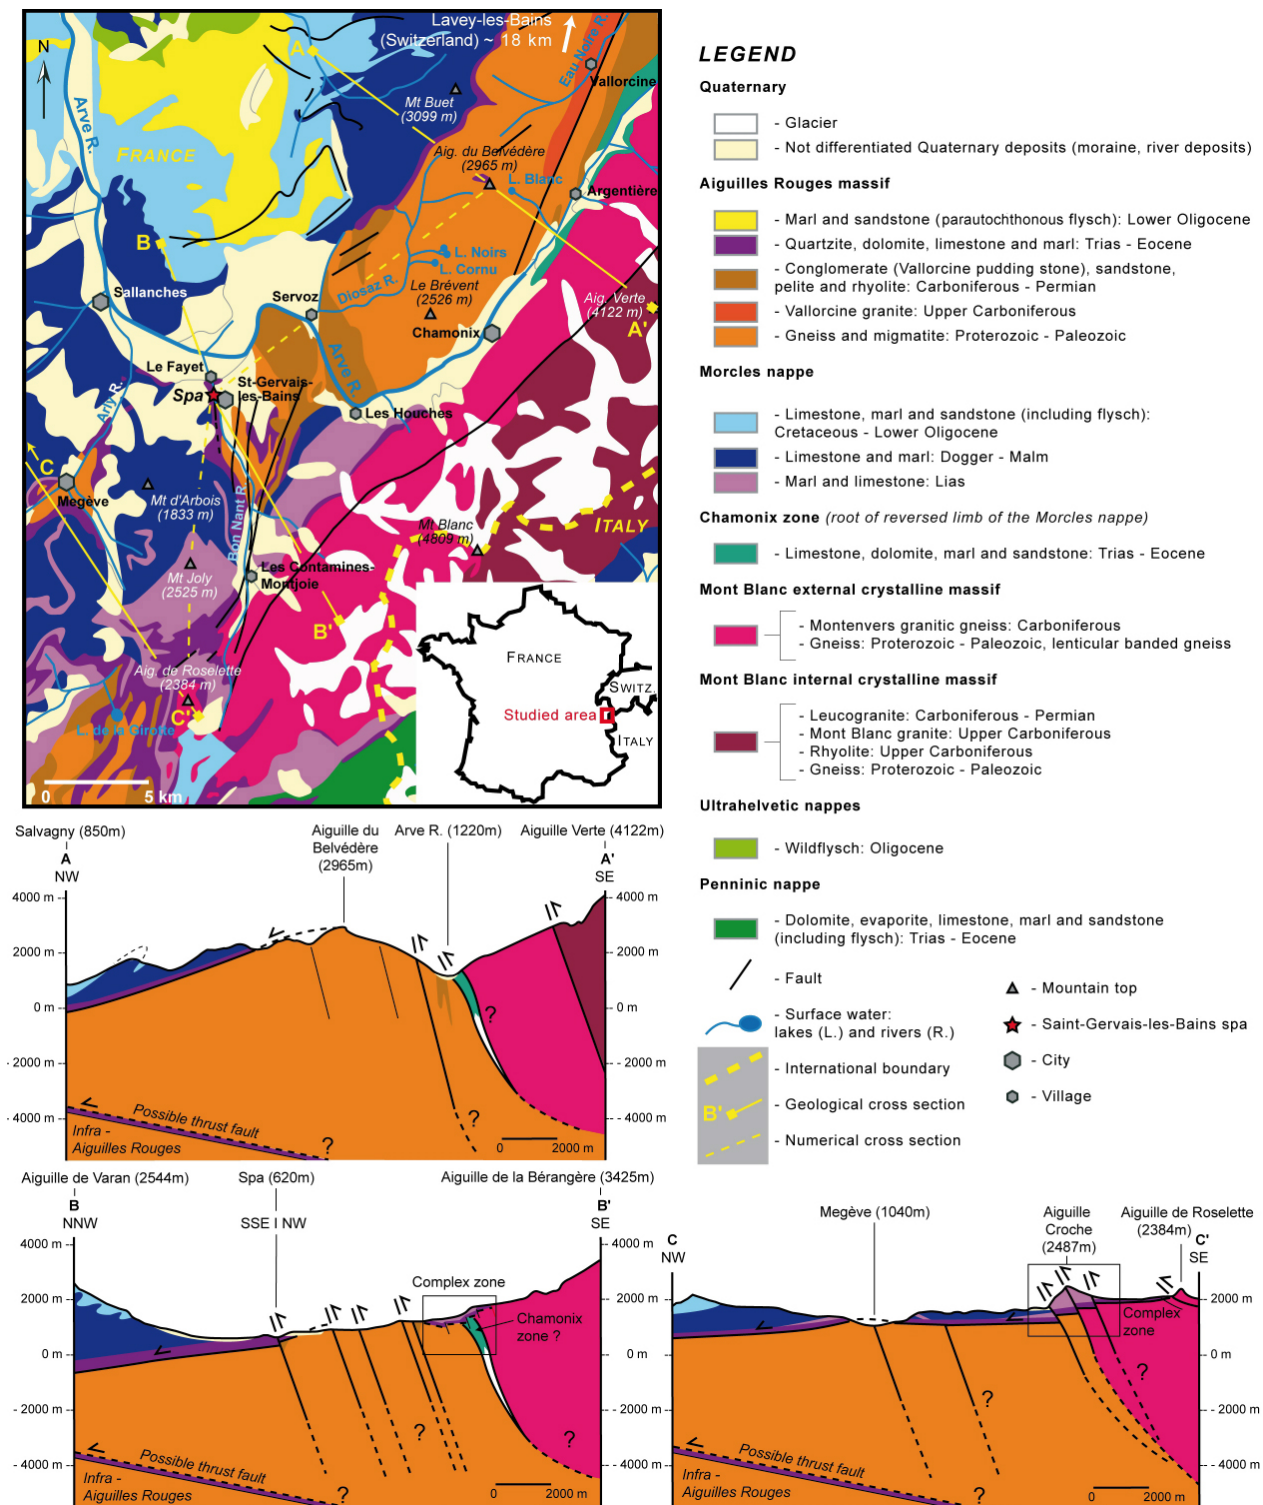 Lavey-les-Bains
(Switzerland) ~ 18 km
N
A
Eau Noire R.
Vallorcine
Arve R.
Mt Buet
(3099 m)
FRANCE
Aig. du Belvédère
(2965 m)
L. Blanc
Argentière
B
L. Noirs
L. Cornu
Diosaz R.
Le Brévent
(2526 m)
Sallanches
Servoz
Aig. Verte
(4122 m)
A'
Chamonix
Arve R.
Le Fayet
Spa
St-Gervais-
les-Bains
Arly R.
Les Houches
C
Megève
Mt d'Arbois
(1833 m)
Bon Nant R.
Mt Blanc
(4809 m)
ITALY
Mt Joly
(2525 m)
Les Contamines-
Montjoie
B'
Aig. de Roselette
(2384 m)
C'
L. de la Girotte
0 5 km
FRANCE
SWITZ.
Studied area
ITALY
LEGEND
Quaternary
- Glacier
- Not differentiated Quaternary deposits (moraine, river deposits)
Aiguilles Rouges massif
- Marl and sandstone (parautochthonous flysch): Lower Oligocene
- Quartzite, dolomite, limestone and marl: Trias - Eocene
- Conglomerate (Vallorcine pudding stone), sandstone,
pelite and rhyolite: Carboniferous - Permian
- Vallorcine granite: Upper Carboniferous
- Gneiss and migmatite: Proterozoic - Paleozoic
Morcles nappe
- Limestone, marl and sandstone (including flysch):
Cretaceous - Lower Oligocene
- Limestone and marl: Dogger - Malm
- Marl and limestone: Lias
Chamonix zone (root of reversed limb of the Morcles nappe)
- Limestone, dolomite, marl and sandstone: Trias - Eocene
Mont Blanc external crystalline massif
- Montenvers granitic gneiss: Carboniferous
- Gneiss: Proterozoic - Paleozoic, lenticular banded gneiss
Mont Blanc internal crystalline massif
- Leucogranite: Carboniferous - Permian
- Mont Blanc granite: Upper Carboniferous
- Rhyolite: Upper Carboniferous
- Gneiss: Proterozoic - Paleozoic
Ultrahelvetic nappes
- Wildflysch: Oligocene
Penninic nappe
- Dolomite, evaporite, limestone, marl and sandstone
(including flysch): Trias - Eocene
- Fault
- Surface water:
lakes (L.) and rivers (R.)
- International boundary
B'
- Geological cross section
- Numerical cross section
- Mountain top
- Saint-Gervais-les-Bains spa
- City
- Village
Salvagny (850m)
A
NW
Aiguille du
Belvédère
(2965m)
Arve R. (1220m)
Aiguille Verte (4122m)
A'
SE
4000 m
2000 m
0 m
- 2000 m
- 4000 m
4000 m
2000 m
0 m
- 2000 m
- 4000 m
?
?
Possible thrust fault
Infra -
Aiguilles Rouges
?
0 2000 m
Aiguille de Varan (2544m)
B
NNW
Spa (620m)
SSE NW
Aiguille de la Bérangère (3425m)
B'
SE
4000 m
2000 m
0 m
- 2000 m
- 4000 m
4000 m
2000 m
0 m
- 2000 m
- 4000 m
Complex zone
Chamonix
zone ?
?
?
Possible thrust fault
Infra -
Aiguilles Rouges
?
0 2000 m
C
NW
Megève (1040m)
Aiguille
Croche
(2487m)
Aiguille de Roselette
(2384m)
C'
SE
Complex
zone
2000 m
0 m
- 2000 m
- 4000 m
?
?
Possible thrust fault
Infra -
Aiguilles Rouges
?
0 2000 m